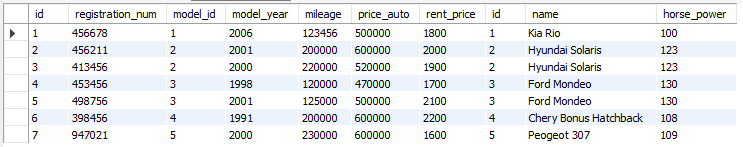 id registration_num model_id model_year mileage price_auto rent_price id name horse_power
1 456678 1 2006 123456 500000 1800 1 Kia Rio 100
2 456211 2 2001 200000 600000 2000 2 Hyundai Solaris 123
3 413456 2 2000 220000 520000 1900 2 Hyundai Solaris 123
4 453456 3 1998 120000 470000 1700 3 Ford Mondeo 130
5 498756 3 2001 125000 500000 2100 3 Ford Mondeo 130
6 398456 4 1991 200000 600000 2200 4 Chery Bonus Hatchback 108
7 947021 5 2000 230000 600000 1600 5 Peogeot 307 109